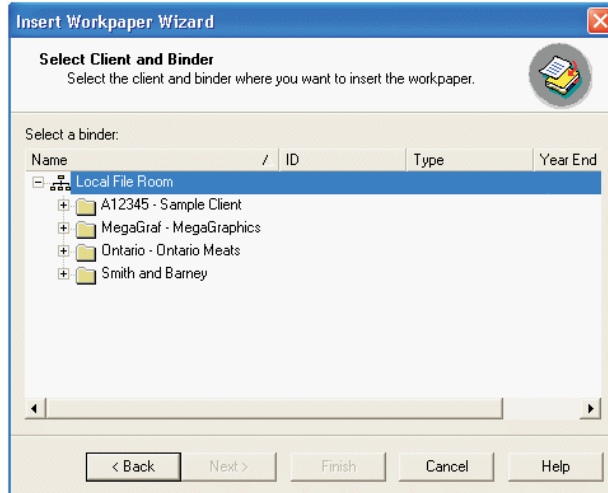 Insert Workpaper Wizard
Select Client and Binder
Select the client and binder where you want to insert the workpaper.
Select a binder:
Name / ID Type Year End
Local File Room
A12345 - Sample Client
MegaGraf - MegaGraphics
Ontario - Ontario Meats
Smith and Barney
< Back Next > Finish Cancel Help